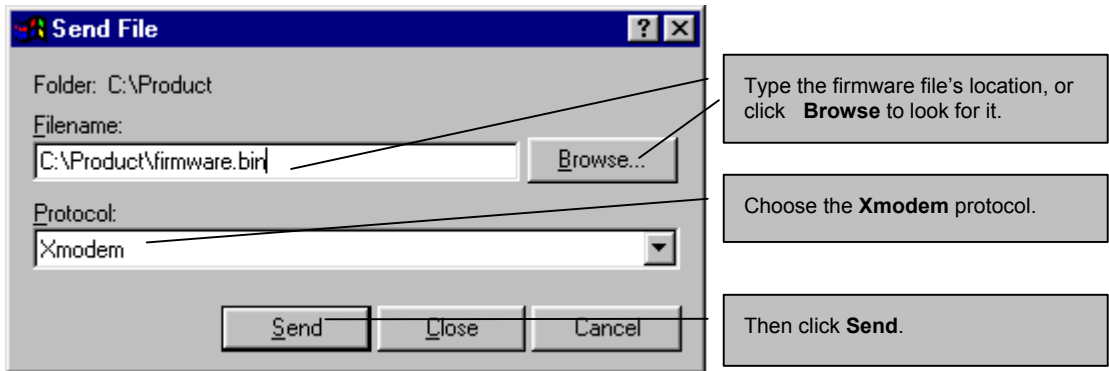 Send File
Folder: C:\Product
Filename:
C:\Product\firmware.bin
Browse...
Protocol:
Xmodem
Send
Close
Cancel
Type the firmware file’s location, or
click Browse to look for it.
Choose the Xmodem protocol.
Then click Send.